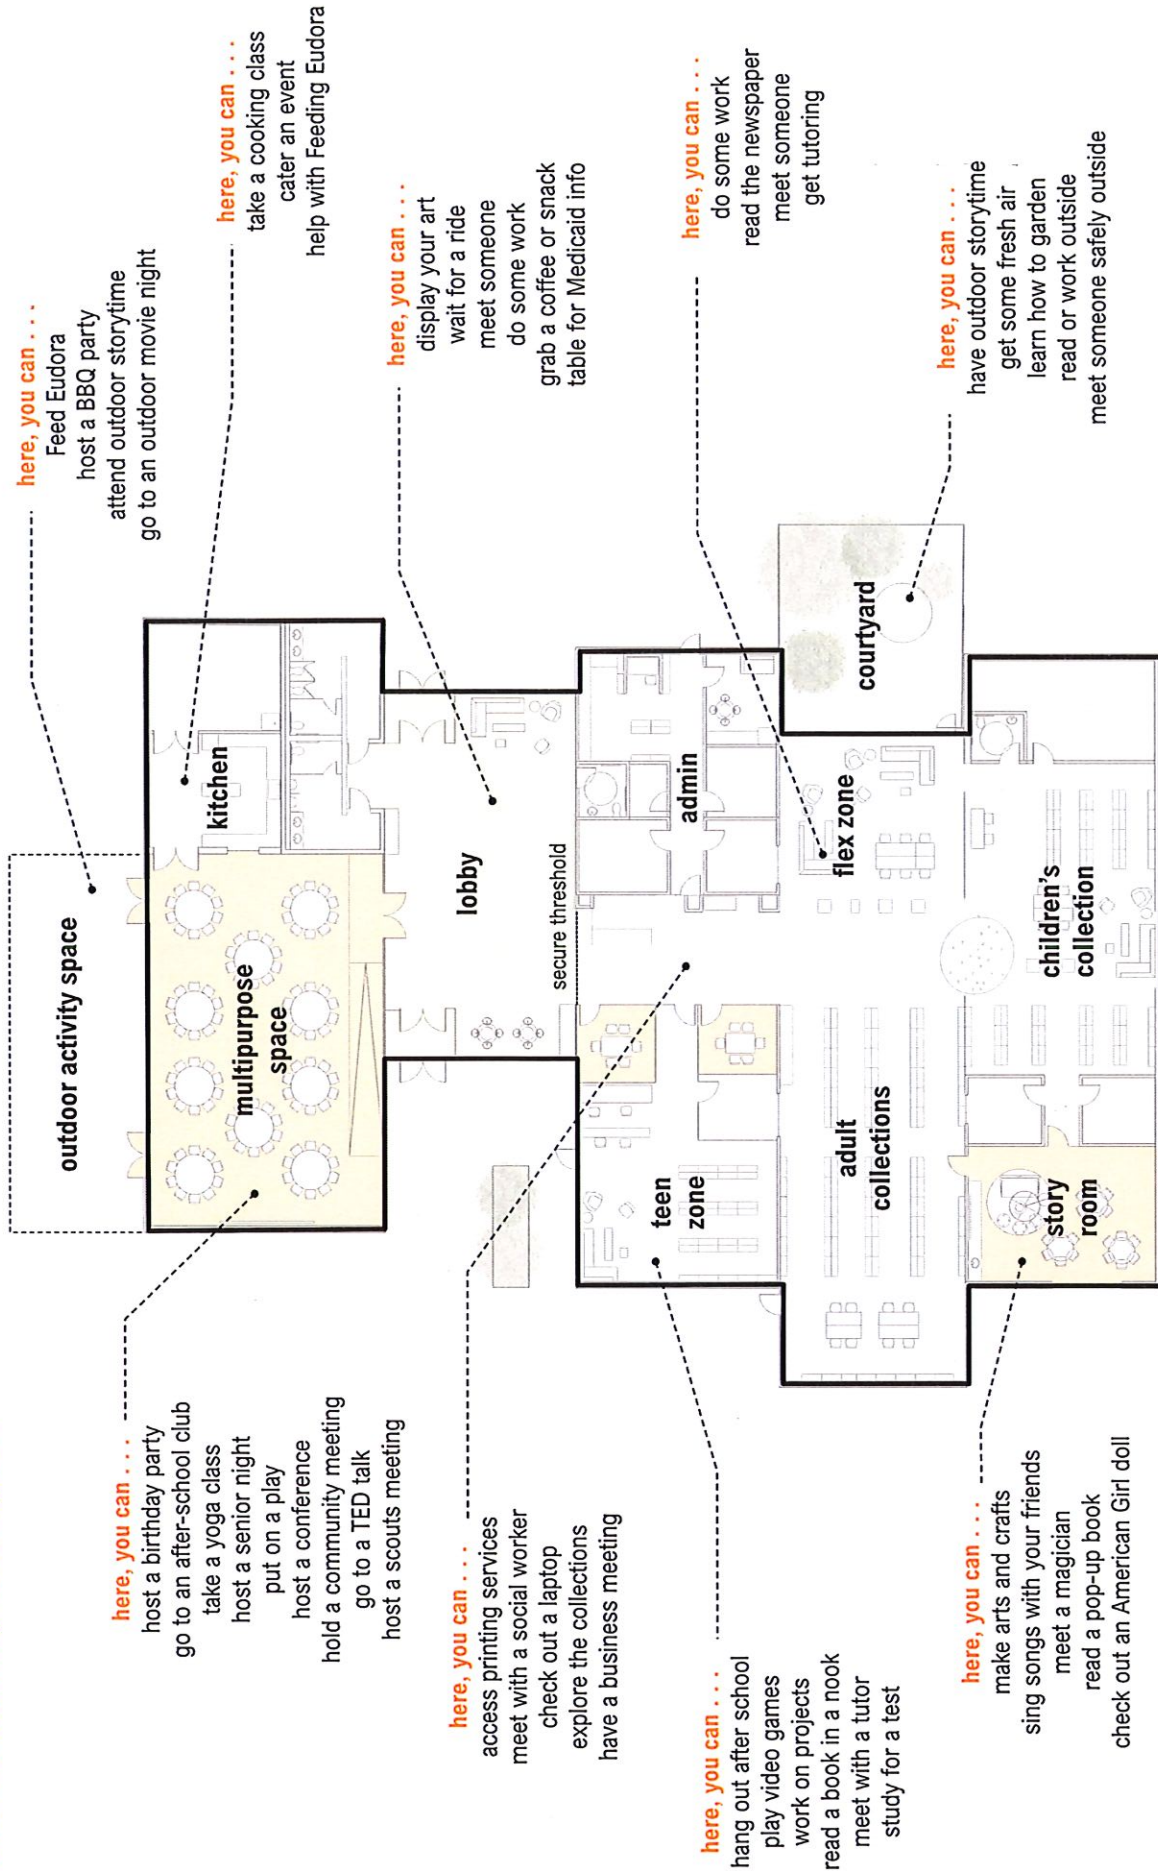 here, you can . . .
Feed Eudora
host a BBQ party
attend outdoor storytime
go to an outdoor movie night
here, you can . . .
take a cooking class
cater an event
help with Feeding Eudora
here, you can . . .
display your art
wait for a ride
meet someone
do some work
grab a coffee or snack
table for Medicaid info
here, you can . . .
do some work
read the newspaper
meet someone
get tutoring
here, you can . . .
have outdoor storytime
get some fresh air
learn how to garden
read or work outside
meet someone safely outside
outdoor activity space
multipurpose
space
kitchen
lobby
secure threshold
admin
flex zone
courtyard
teen
zone
adult
collections
children's
collection
story
room
here, you can . . .
host a birthday party
go to an after-school club
take a yoga class
host a senior night
put on a play
host a conference
hold a community meeting
go to a TED talk
host a scouts meeting
here, you can . . .
access printing services
meet with a social worker
check out a laptop
explore the collections
have a business meeting
here, you can . . .
hang out after school
play video games
work on projects
read a book in a nook
meet with a tutor
study for a test
here, you can . . .
make arts and crafts
sing songs with your friends
meet a magician
read a pop-up book
check out an American Girl doll